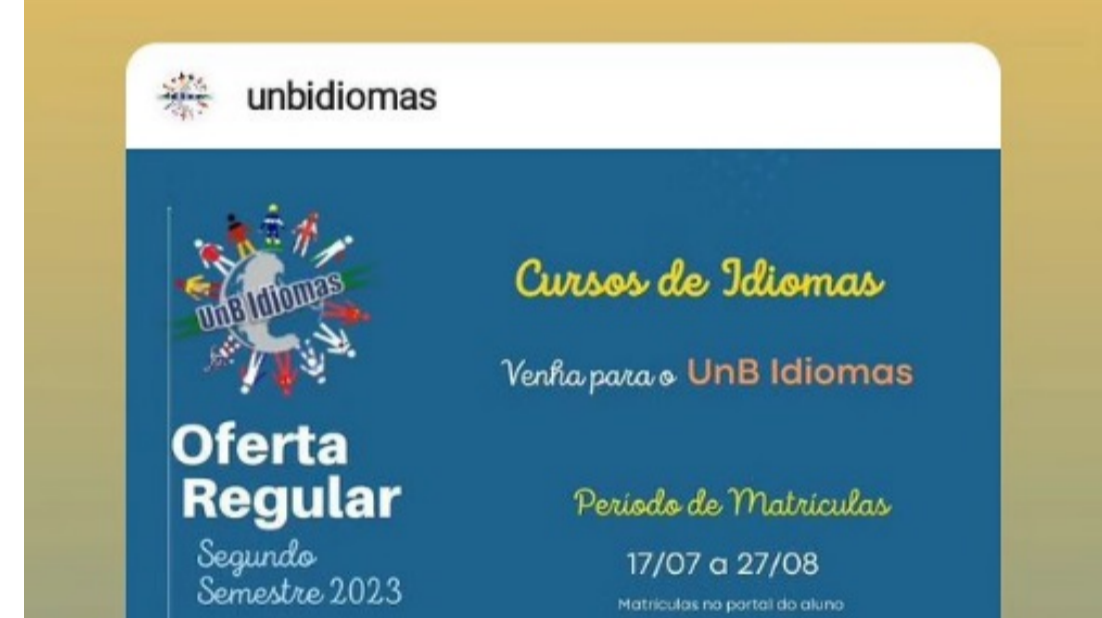 unbidiomas
UnB Idiomas
Oferta
Regular
Segundo
Semestre 2023
Cursos de Idiomas
Venha para o UnB Idiomas
Período de Matrículas
17/07 a 27/08
Matrículas no portal do aluno